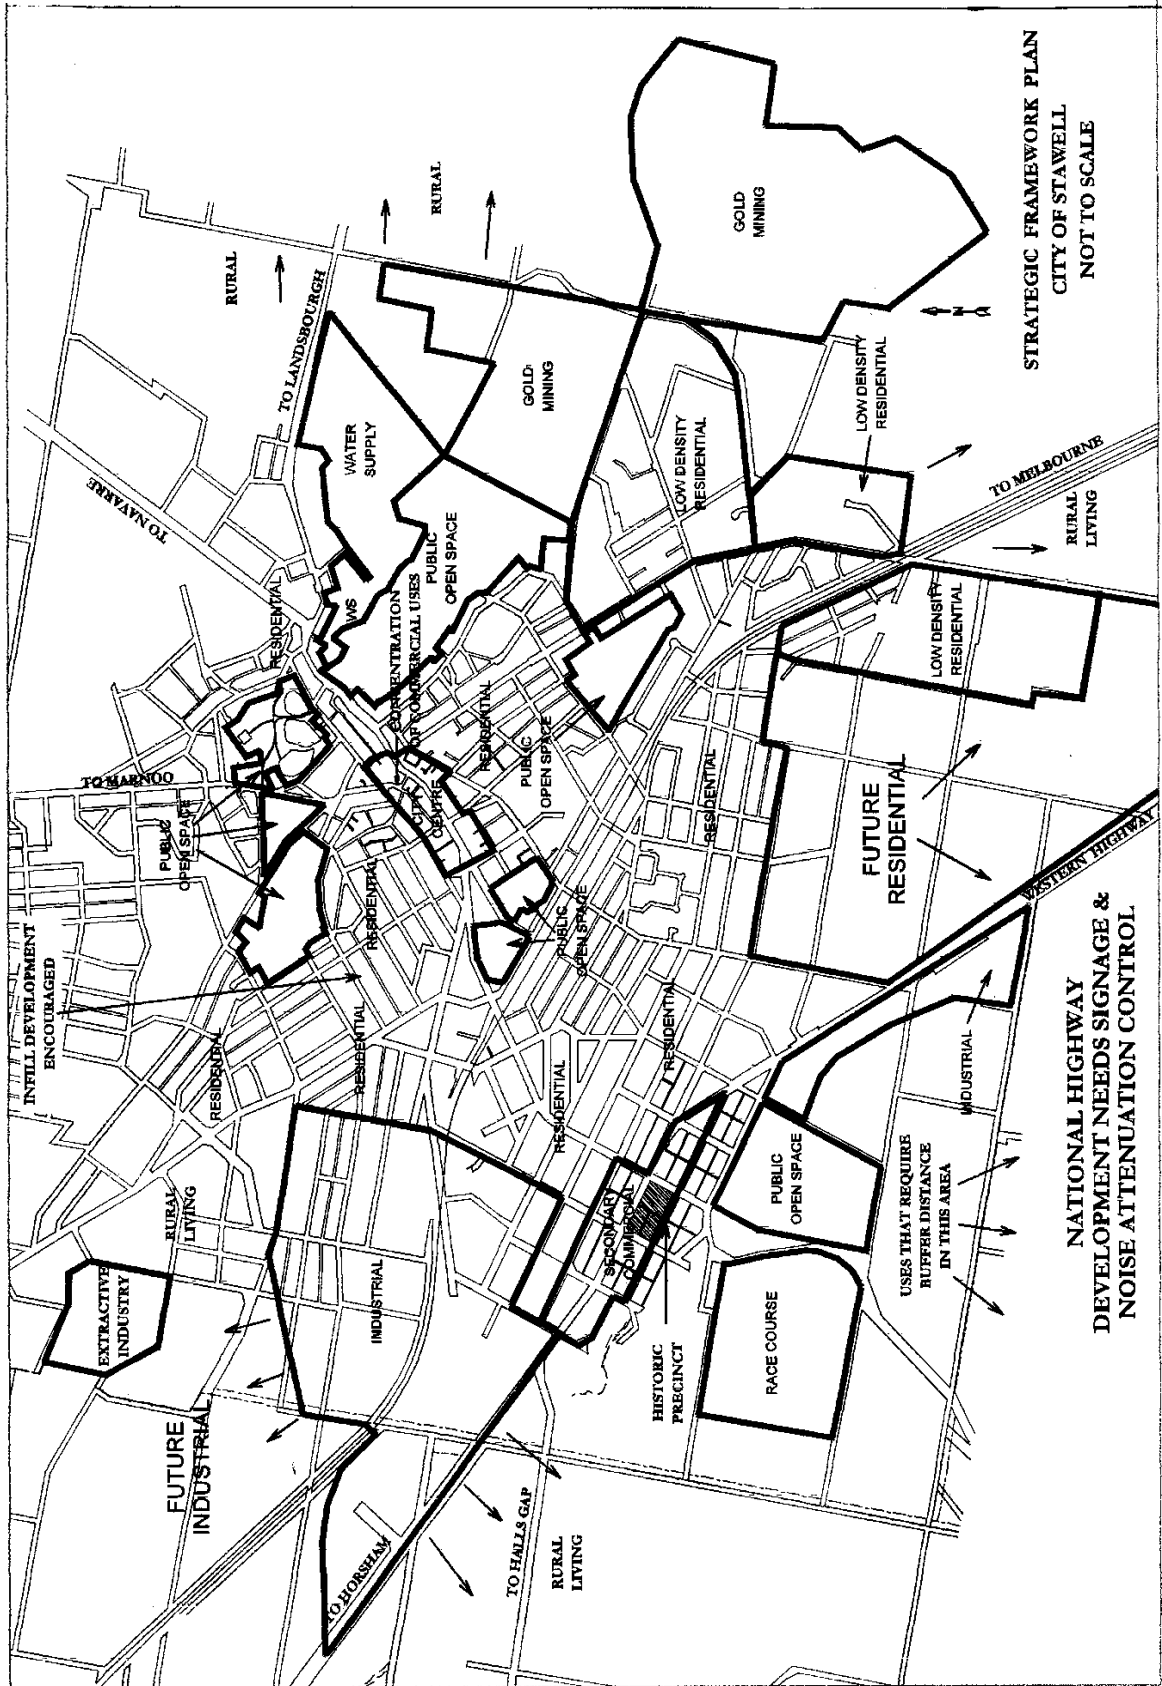 STRATEGIC FRAMEWORK PLAN
CITY OF STAWELL
NOT TO SCALE
GOLD
MINING
RURAL
RURAL
TO LANDSBOURGH
TO NAVARRE
WATER
SUPPLY
GOLD
MINING
LOW DENSITY
RESIDENTIAL
LOW DENSITY
RESIDENTIAL
TO MELBOURNE
RURAL
LIVING
PUBLIC
OPEN SPACE
WS
RESIDENTIAL
CONCENTRATION
OF COMMERCIAL USES
LOW DENSITY
RESIDENTIAL
TO MARNOO
PUBLIC
OPEN SPACE
CITY
CENTRE
RESIDENTIAL
PUBLIC
OPEN SPACE
RESIDENTIAL
FUTURE
RESIDENTIAL
WESTERN HIGHWAY
INFILL DEVELOPMENT
ENCOURAGED
RESIDENTIAL
PUBLIC
OPEN SPACE
RESIDENTIAL
RESIDENTIAL
RESIDENTIAL
RESIDENTIAL
INDUSTRIAL
NATIONAL HIGHWAY
DEVELOPMENT NEEDS SIGNAGE &
NOISE ATTENUATION CONTROL
RURAL
LIVING
SECONDARY
COMMERCIAL
PUBLIC
OPEN SPACE
USES THAT REQUIRE
BUFFER DISTANCE
IN THIS AREA
EXTRACTIVE
INDUSTRY
INDUSTRIAL
HISTORIC
PRECINCT
RACE COURSE
FUTURE
INDUSTRIAL
TO HORSHAM
TO HALLS GAP
RURAL
LIVING